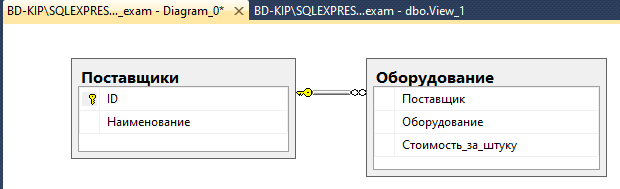 BD-KIP\SQLEXPRES..._exam - Diagram_0*
BD-KIP\SQLEXPRES...exam - dbo.View_1
Поставщики
ID
Наименование
Оборудование
Поставщик
Оборудование
Стоимость_за_штуку